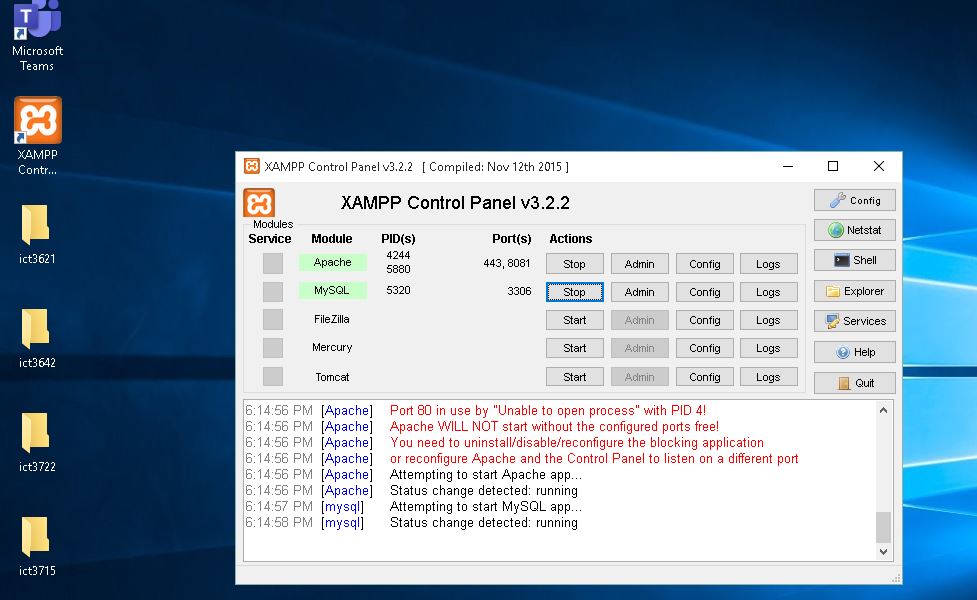 Microsoft
Teams
XAMPP
Contr...
ict3621
ict3642
ict3722
ict3715
XAMPP Control Panel v3.2.2 [ Compiled: Nov 12th 2015 ]
XAMPP Control Panel v3.2.2
Config
Modules
Service Module PID(s) Port(s) Actions
Netstat
Apache 4244 443, 8081 Stop Admin Config Logs
5880
Shell
MySQL 5320 3306 Stop Admin Config Logs
Explorer
FileZilla Start Admin Config Logs
Services
Mercury Start Admin Config Logs
Help
Tomcat Start Admin Config Logs
Quit
6:14:56 PM [Apache] Port 80 in use by "Unable to open process" with PID 4!
6:14:56 PM [Apache] Apache WILL NOT start without the configured ports free!
6:14:56 PM [Apache] You need to uninstall/disable/reconfigure the blocking application
6:14:56 PM [Apache] or reconfigure Apache and the Control Panel to listen on a different port
6:14:56 PM [Apache] Attempting to start Apache app...
6:14:56 PM [Apache] Status change detected: running
6:14:57 PM [mysql] Attempting to start MySQL app...
6:14:58 PM [mysql] Status change detected: running